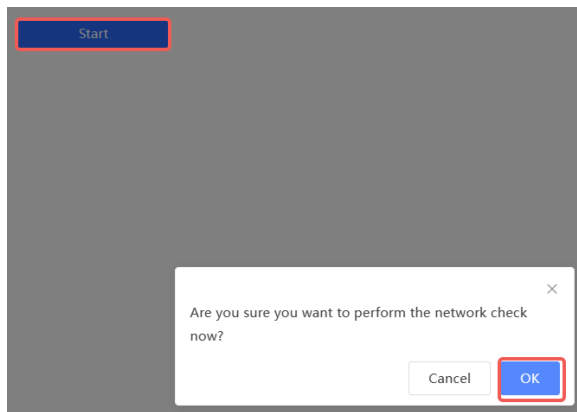 Start
Are you sure you want to perform the network check
now?
Cancel
OK